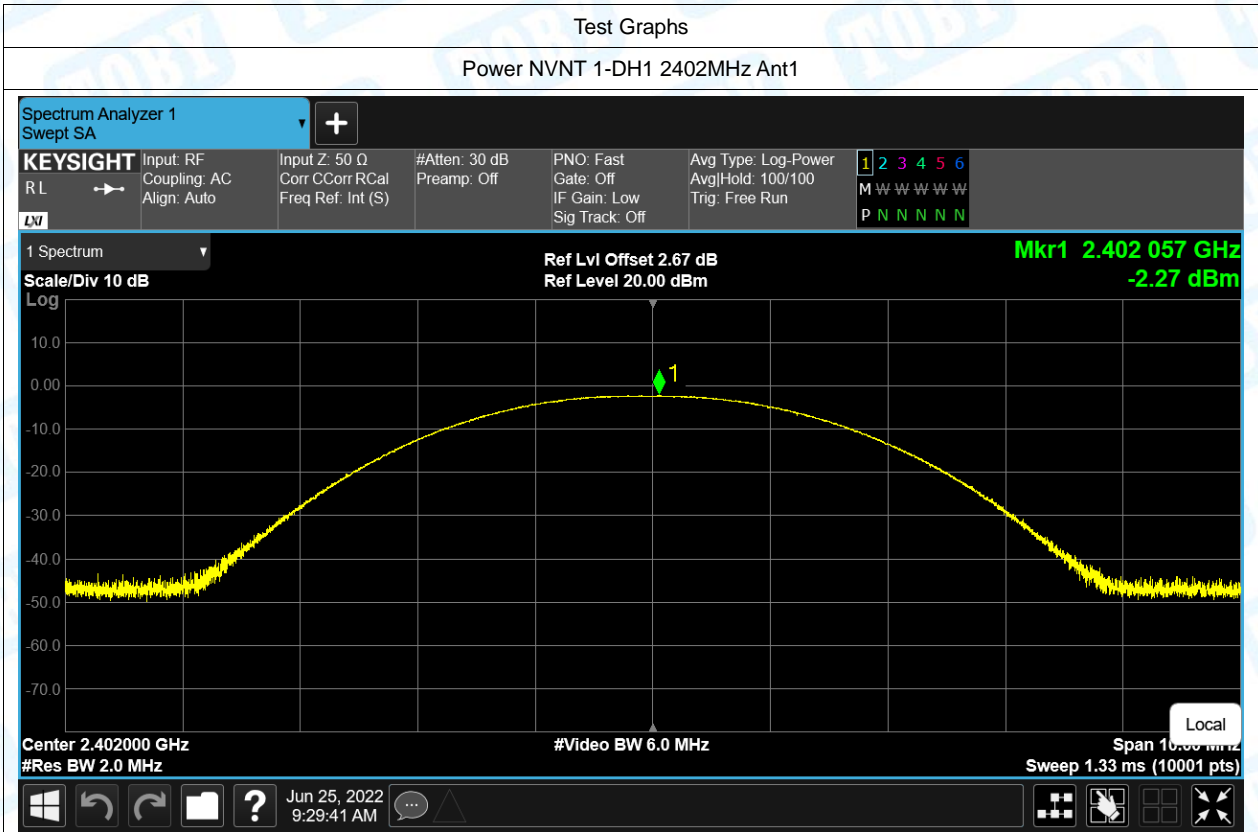 Test Graphs
Power NVNT 1-DH1 2402MHz Ant1
Spectrum Analyzer 1
Swept SA
KEYSIGHT
RL
LXI
Input: RF
Coupling: AC
Align: Auto
Input Z: 50 Ω
Corr CCorr RCal
Freq Ref: Int (S)
#Atten: 30 dB
Preamp: Off
PNO: Fast
Gate: Off
IF Gain: Low
Sig Track: Off
Avg Type: Log-Power
Avg|Hold: 100/100
Trig: Free Run
1 2 3 4 5 6
M W W W W W
P N N N N N
1 Spectrum
Scale/Div 10 dB
Log
Ref Lvl Offset 2.67 dB
Ref Level 20.00 dBm
Mkr1 2.402 057 GHz
-2.27 dBm
10.0
0.00
-10.0
-20.0
-30.0
-40.0
-50.0
-60.0
-70.0
1
Local
Center 2.402000 GHz
#Res BW 2.0 MHz
#Video BW 6.0 MHz
Span 10.00 MHz
Sweep 1.33 ms (10001 pts)
?
Jun 25, 2022
9:29:41 AM
TOBY